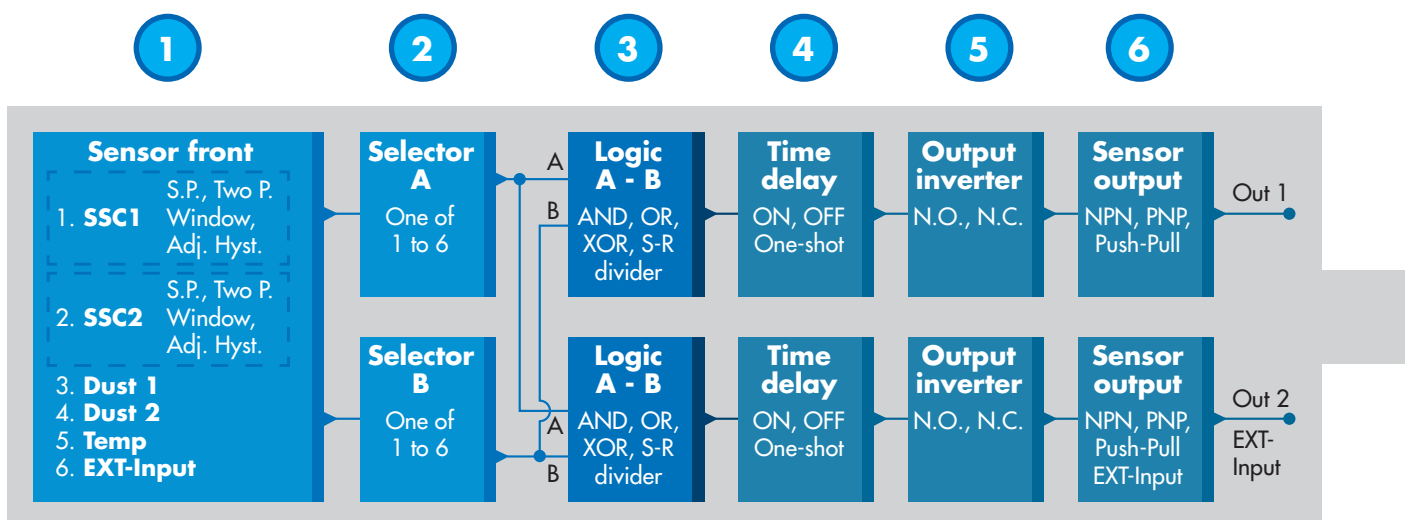 1
2
3
4
5
6
Sensor front
1. SSC1
S.P., Two P.
Window,
Adj. Hyst.
2. SSC2
S.P., Two P.
Window,
Adj. Hyst.
3. Dust 1
4. Dust 2
5. Temp
6. EXT-Input
Selector
A
One of
1 to 6
Selector
B
One of
1 to 6
A
B
Logic
A - B
AND, OR,
XOR, S-R
divider
Time
delay
ON, OFF
One-shot
Output
inverter
N.O., N.C.
Sensor
output
NPN, PNP,
Push-Pull
Out 1
A
B
Logic
A - B
AND, OR,
XOR, S-R
divider
Time
delay
ON, OFF
One-shot
Output
inverter
N.O., N.C.
Sensor
output
NPN, PNP,
Push-Pull
EXT-Input
Out 2
EXT-
Input